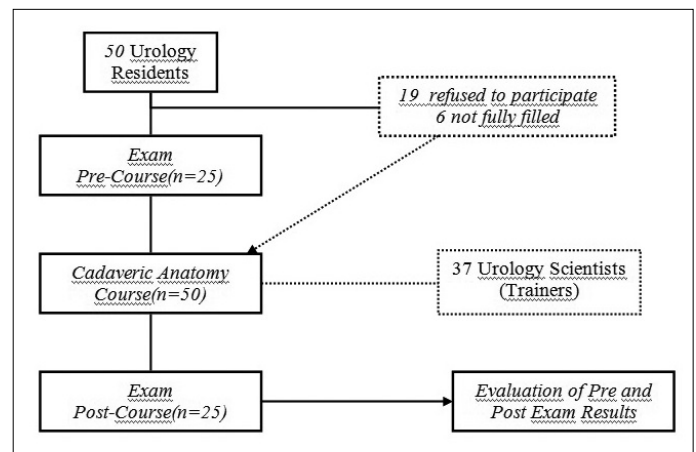 50 Urology
Residents
19 refused to participate
6 not fully filled
Exam
Pre-Course(n=25)
Cadaveric Anatomy
Course(n=50)
37 Urology Scientists
(Trainers)
Exam
Post-Course(n=25)
Evaluation of Pre and
Post Exam Results